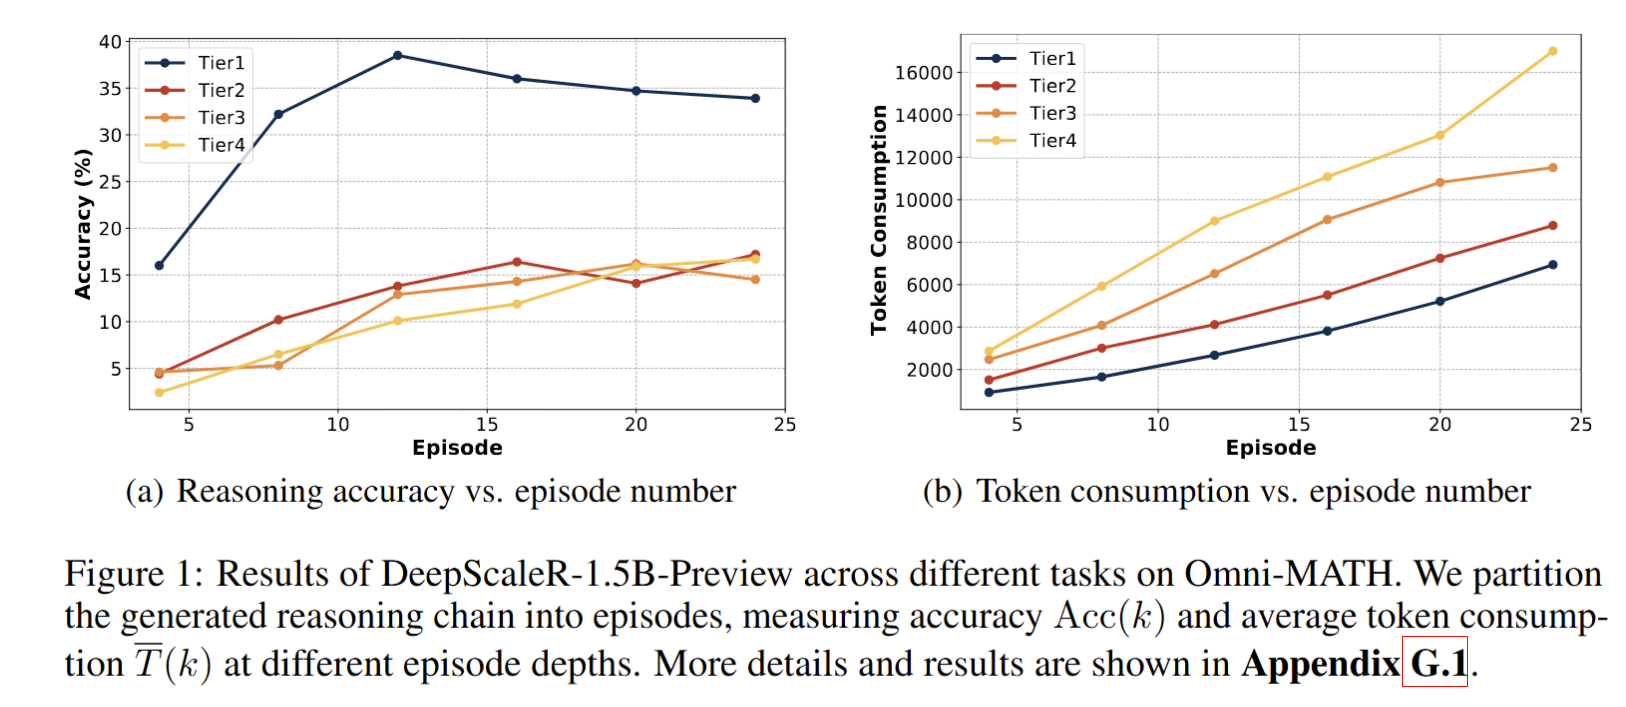 40
35
30
25
20
15
10
5
Accuracy (%)
Tier1
Tier2
Tier3
Tier4
5 10 15 20 25
Episode
16000
14000
12000
10000
8000
6000
4000
2000
Token Consumption
Tier1
Tier2
Tier3
Tier4
5 10 15 20 25
Episode
(a) Reasoning accuracy vs. episode number
(b) Token consumption vs. episode number
Figure 1: Results of DeepScaleR-1.5B-Preview across different tasks on Omni-MATH. We partition
the generated reasoning chain into episodes, measuring accuracy Acc(k) and average token consump-
tion T̅(k) at different episode depths. More details and results are shown in Appendix G.1.